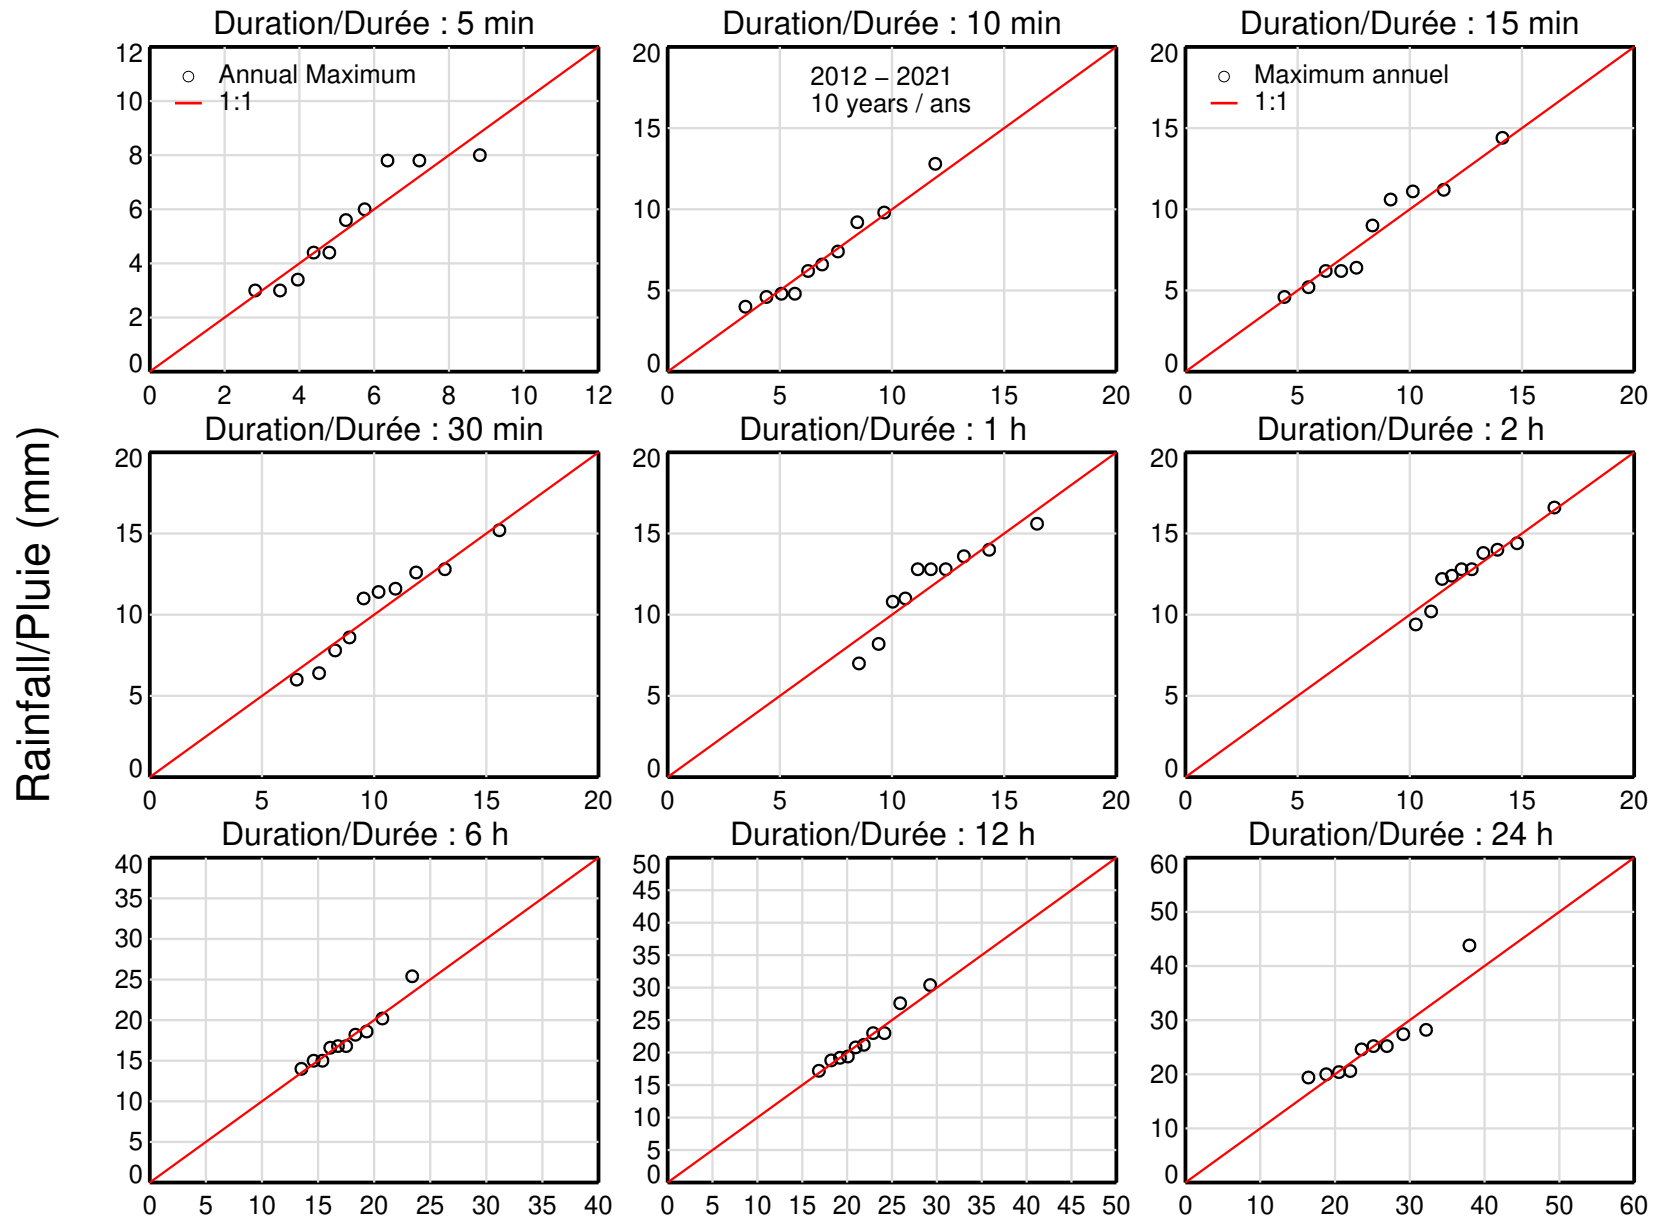 Duration/Durée : 5 min
Duration/Durée : 10 min
Duration/Durée : 15 min
12
10
8
6
4
2
0
0 2 4 6 8 10 12
Annual Maximum
1:1
20
15
10
5
0
0 5 10 15 20
2012 – 2021
10 years / ans
20
15
10
5
0
0 5 10 15 20
Maximum annuel
1:1
Rainfall/Pluie (mm)
Duration/Durée : 30 min
Duration/Durée : 1 h
Duration/Durée : 2 h
20
15
10
5
0
0 5 10 15 20
20
15
10
5
0
0 5 10 15 20
20
15
10
5
0
0 5 10 15 20
Duration/Durée : 6 h
Duration/Durée : 12 h
Duration/Durée : 24 h
40
35
30
25
20
15
10
5
0
0 5 10 15 20 25 30 35 40
50
45
40
35
30
25
20
15
10
5
0
0 5 10 15 20 25 30 35 40 45 50
60
50
40
30
20
10
0
0 10 20 30 40 50 60